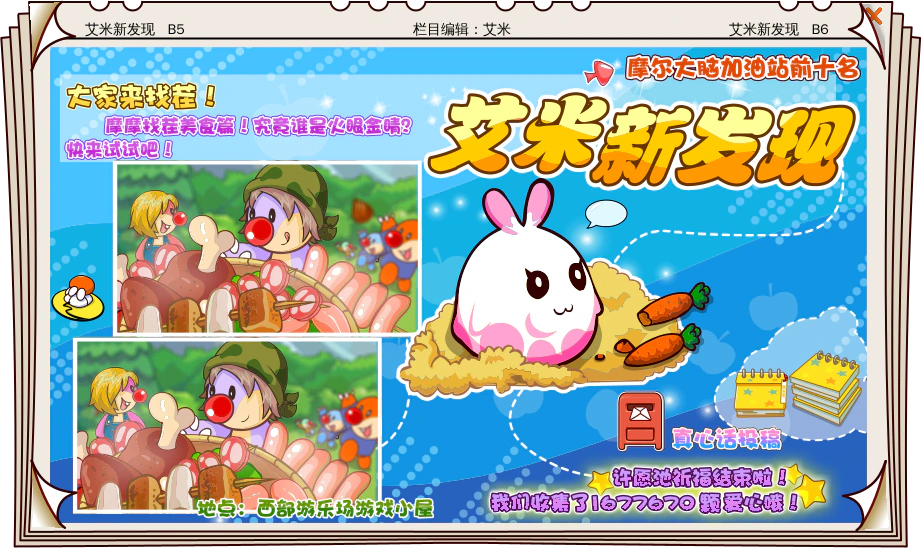 艾米新发现 B5
栏目编辑：艾米
艾米新发现 B6
摩尔大脑加油站前十名
大家来找茬！
摩摩找茬美食篇！究竟谁是火眼金睛？
快来试试吧！
艾米新发现
真心话投稿
许愿池祈福结束啦！
我们收集了1677670颗爱心哦！
地点：西部游乐场游戏小屋